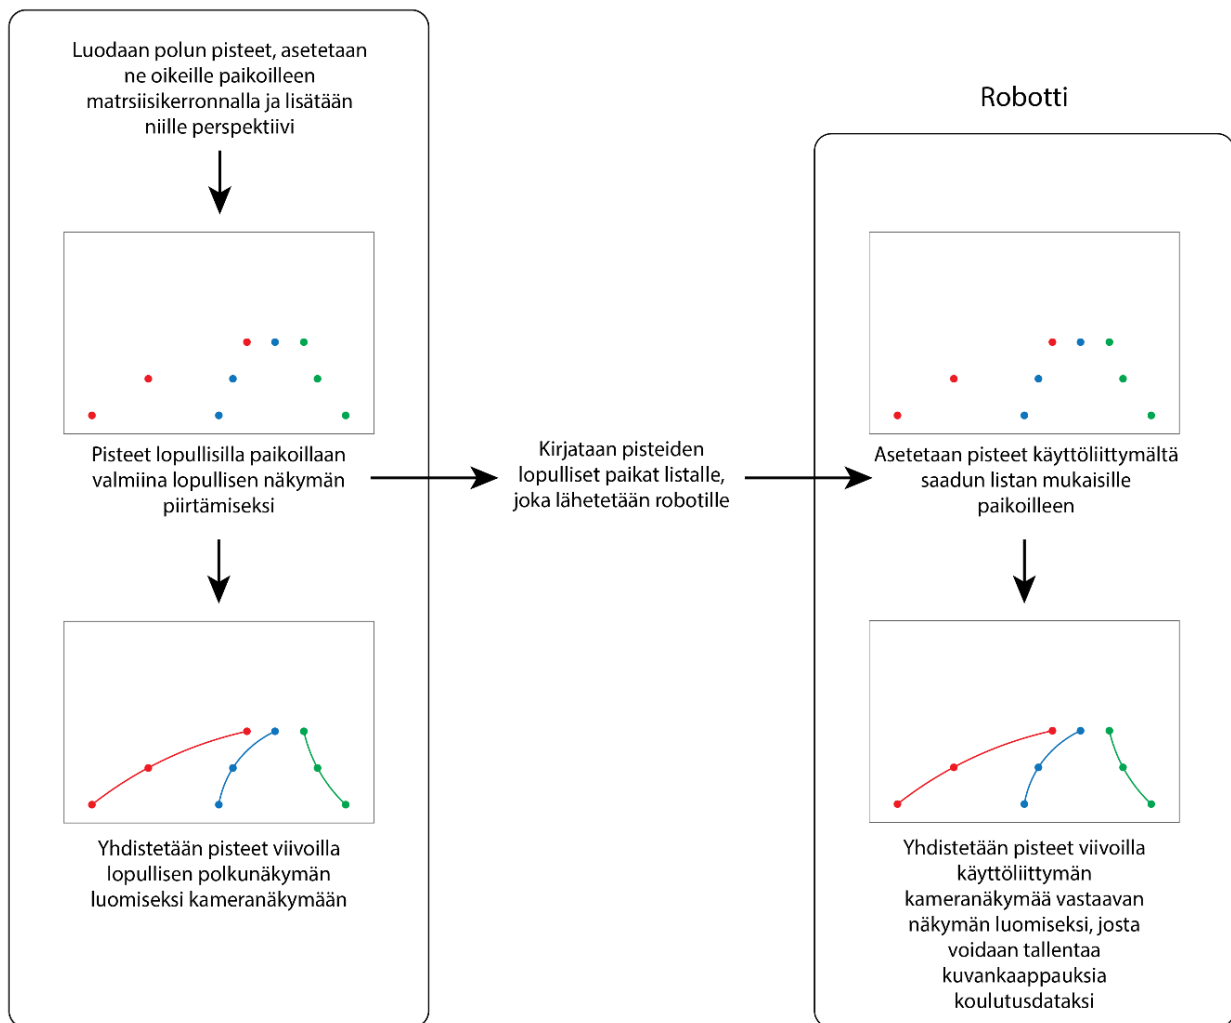 Luodaan polun pisteet, asetetaan
ne oikeille paikoilleen
matrsiisikerronnalla ja lisätään
niille perspektiivi
Pisteet lopullisilla paikoillaan
valmiina lopullisen näkymän
piirtämiseksi
Yhdistetään pisteet viivoilla
lopullisen polkunäkymän
luomiseksi kameranäkymään
Kirjataan pisteiden
lopulliset paikat listalle,
joka lähetetään robotille
Robotti
Asetetaan pisteet käyttöliittymältä
saadun listan mukaisille
paikoilleen
Yhdistetään pisteet viivoilla
käyttöliittymän
kameranäkymää vastaavan
näkymän luomiseksi, josta
voidaan tallentaa
kuvankaappauksia
koulutusdataksi